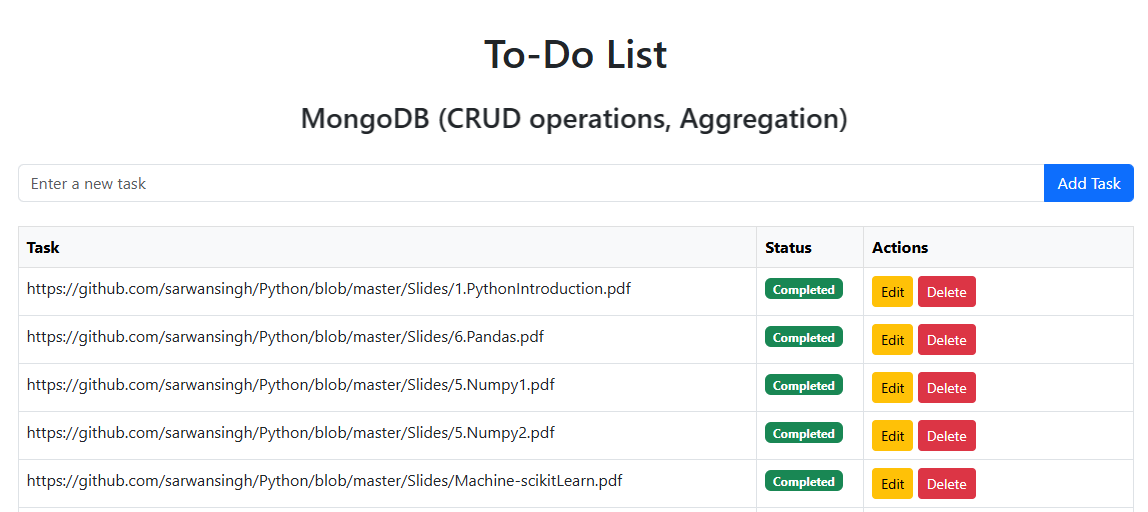 To-Do List
MongoDB (CRUD operations, Aggregation)
Enter a new task Add Task
Task Status Actions
https://github.com/sarwansingh/Python/blob/master/Slides/1.PythonIntroduction.pdf Completed Edit Delete
https://github.com/sarwansingh/Python/blob/master/Slides/6.Pandas.pdf Completed Edit Delete
https://github.com/sarwansingh/Python/blob/master/Slides/5.Numpy1.pdf Completed Edit Delete
https://github.com/sarwansingh/Python/blob/master/Slides/5.Numpy2.pdf Completed Edit Delete
https://github.com/sarwansingh/Python/blob/master/Slides/Machine-scikitLearn.pdf Completed Edit Delete